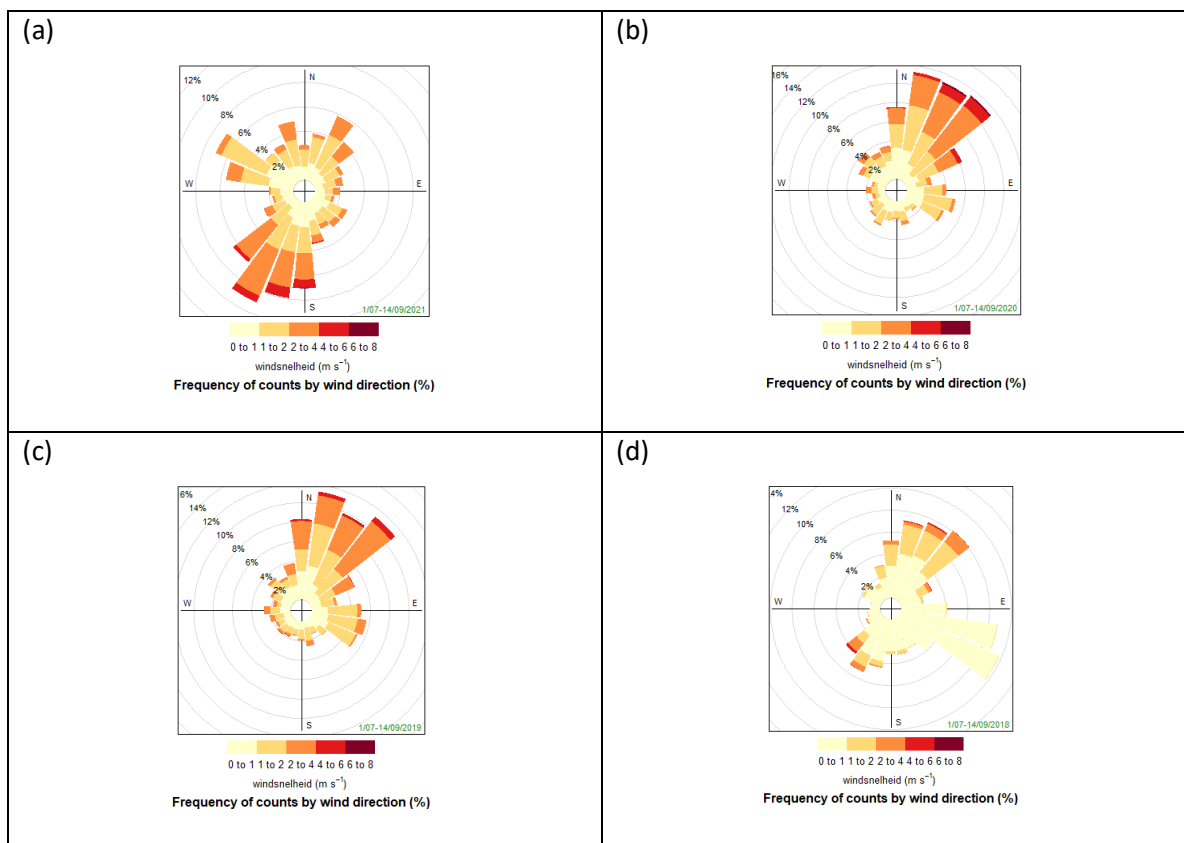 (a)
12%
10%
8%
6%
4%
2%
N
W
E
S
1/07-14/09/2021
0 to 1 1 to 2 2 to 4 4 to 6 6 to 8
windsnelheid (m s⁻¹)
Frequency of counts by wind direction (%)
(b)
16%
14%
12%
10%
8%
6%
4%
2%
N
W
E
S
1/07-14/09/2020
0 to 1 1 to 2 2 to 4 4 to 6 6 to 8
windsnelheid (m s⁻¹)
Frequency of counts by wind direction (%)
(c)
6%
14%
12%
10%
8%
6%
4%
2%
N
W
E
S
1/07-14/09/2019
0 to 1 1 to 2 2 to 4 4 to 6 6 to 8
windsnelheid (m s⁻¹)
Frequency of counts by wind direction (%)
(d)
4%
12%
10%
8%
6%
4%
2%
N
W
E
S
1/07-14/09/2018
0 to 1 1 to 2 2 to 4 4 to 6 6 to 8
windsnelheid (m s⁻¹)
Frequency of counts by wind direction (%)